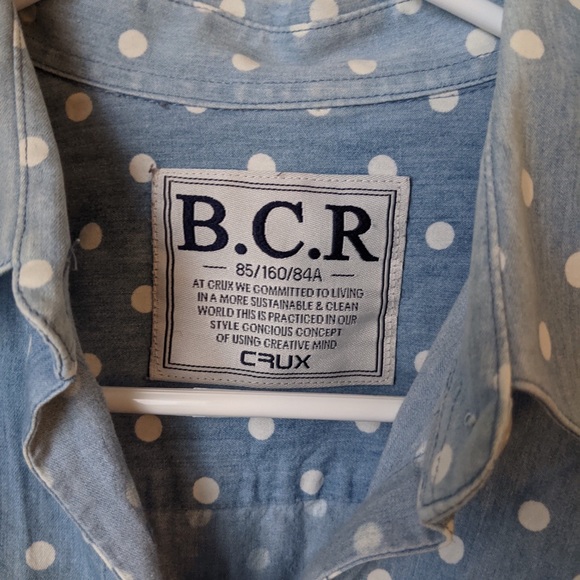 B.C.R
85/160/84A
AT CRUX WE COMMITTED TO LIVING
IN A MORE SUSTAINABLE & CLEAN
WORLD THIS IS PRACTICED IN OUR
STYLE CONCIOUS CONCEPT
OF USING CREATIVE MIND
CRUX